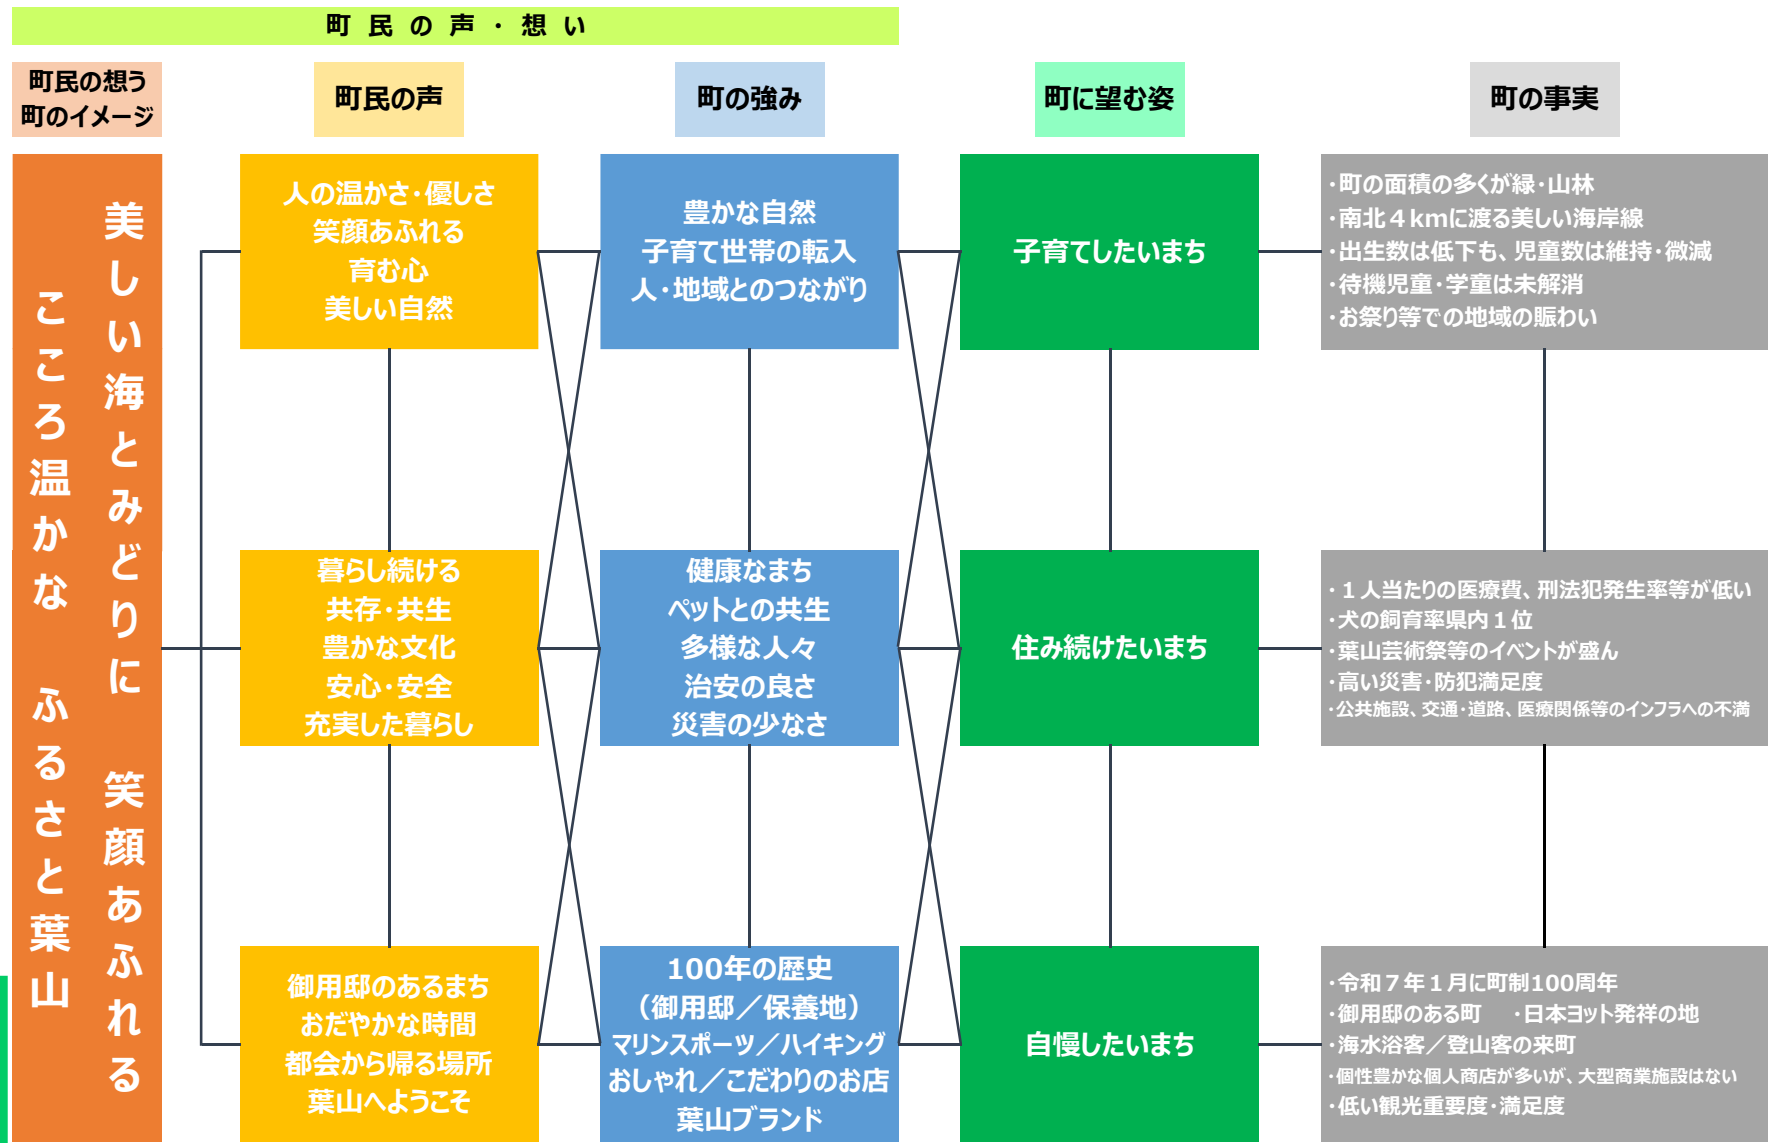 町民の声・想い
町民の想う
町のイメージ
町民の声
町の強み
町に望む姿
町の事実
美しい海とみどりに　笑顔あふれる
こころ温かな　ふるさと葉山
人の温かさ・優しさ
笑顔あふれる
育む心
美しい自然
豊かな自然
子育て世帯の転入
人・地域とのつながり
子育てしたいまち
・町の面積の多くが緑・山林
・南北４kmに渡る美しい海岸線
・出生数は低下も、児童数は維持・微減
・待機児童・学童は未解消
・お祭り等での地域の賑わい
暮らし続ける
共存・共生
豊かな文化
安心・安全
充実した暮らし
健康なまち
ペットとの共生
多様な人々
治安の良さ
災害の少なさ
住み続けたいまち
・１人当たりの医療費、刑法犯発生率等が低い
・犬の飼育率県内１位
・葉山芸術祭等のイベントが盛ん
・高い災害・防犯満足度
・公共施設、交通・道路、医療関係等のインフラへの不満
御用邸のあるまち
おだやかな時間
都会から帰る場所
葉山へようこそ
100年の歴史
（御用邸／保養地）
マリンスポーツ／ハイキング
おしゃれ／こだわりのお店
葉山ブランド
自慢したいまち
・令和７年１月に町制100周年
・御用邸のある町　・日本ヨット発祥の地
・海水浴客／登山客の来町
・個性豊かな個人商店が多いが、大型商業施設はない
・低い観光重要度・満足度